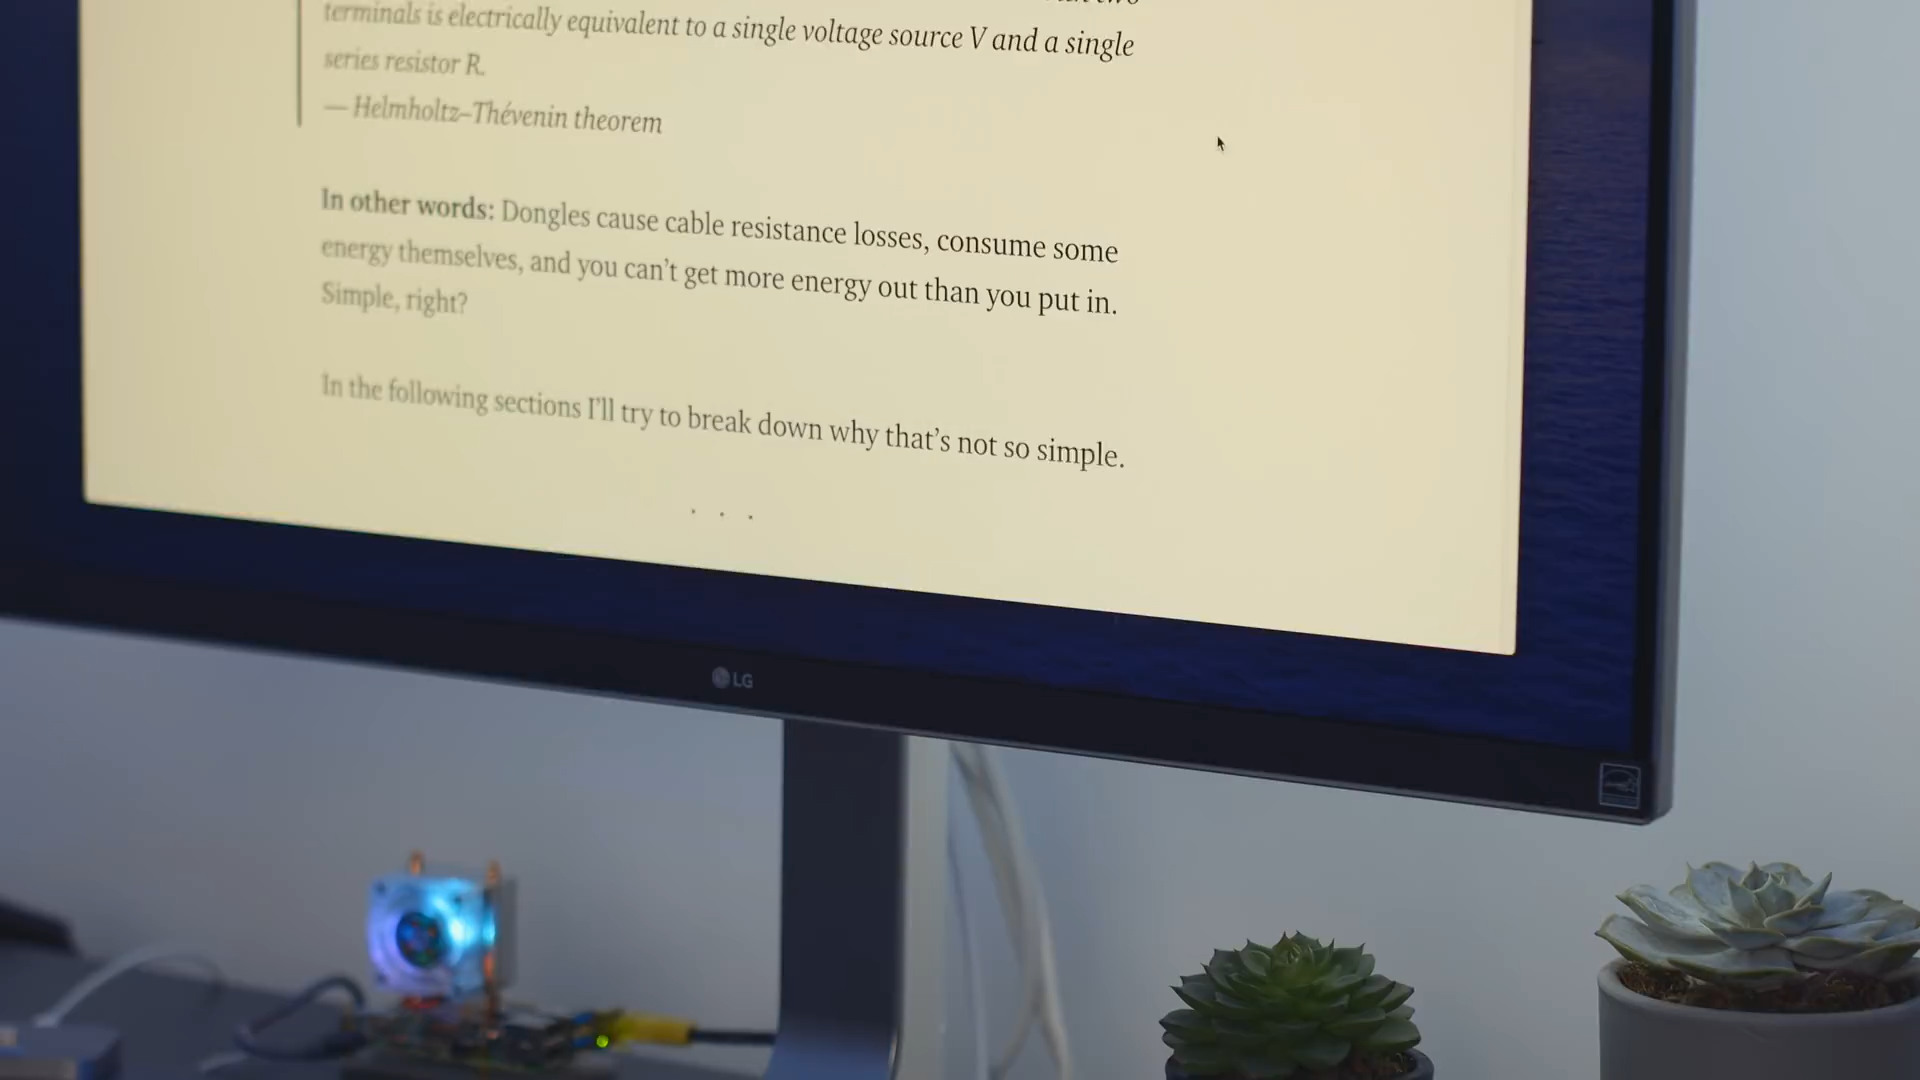 two
terminals is electrically equivalent to a single voltage source V and a single
series resistor R.
— Helmholtz–Thévenin theorem
In other words: Dongles cause cable resistance losses, consume some
energy themselves, and you can’t get more energy out than you put in.
Simple, right?
In the following sections I’ll try to break down why that’s not so simple.
. . .
LG